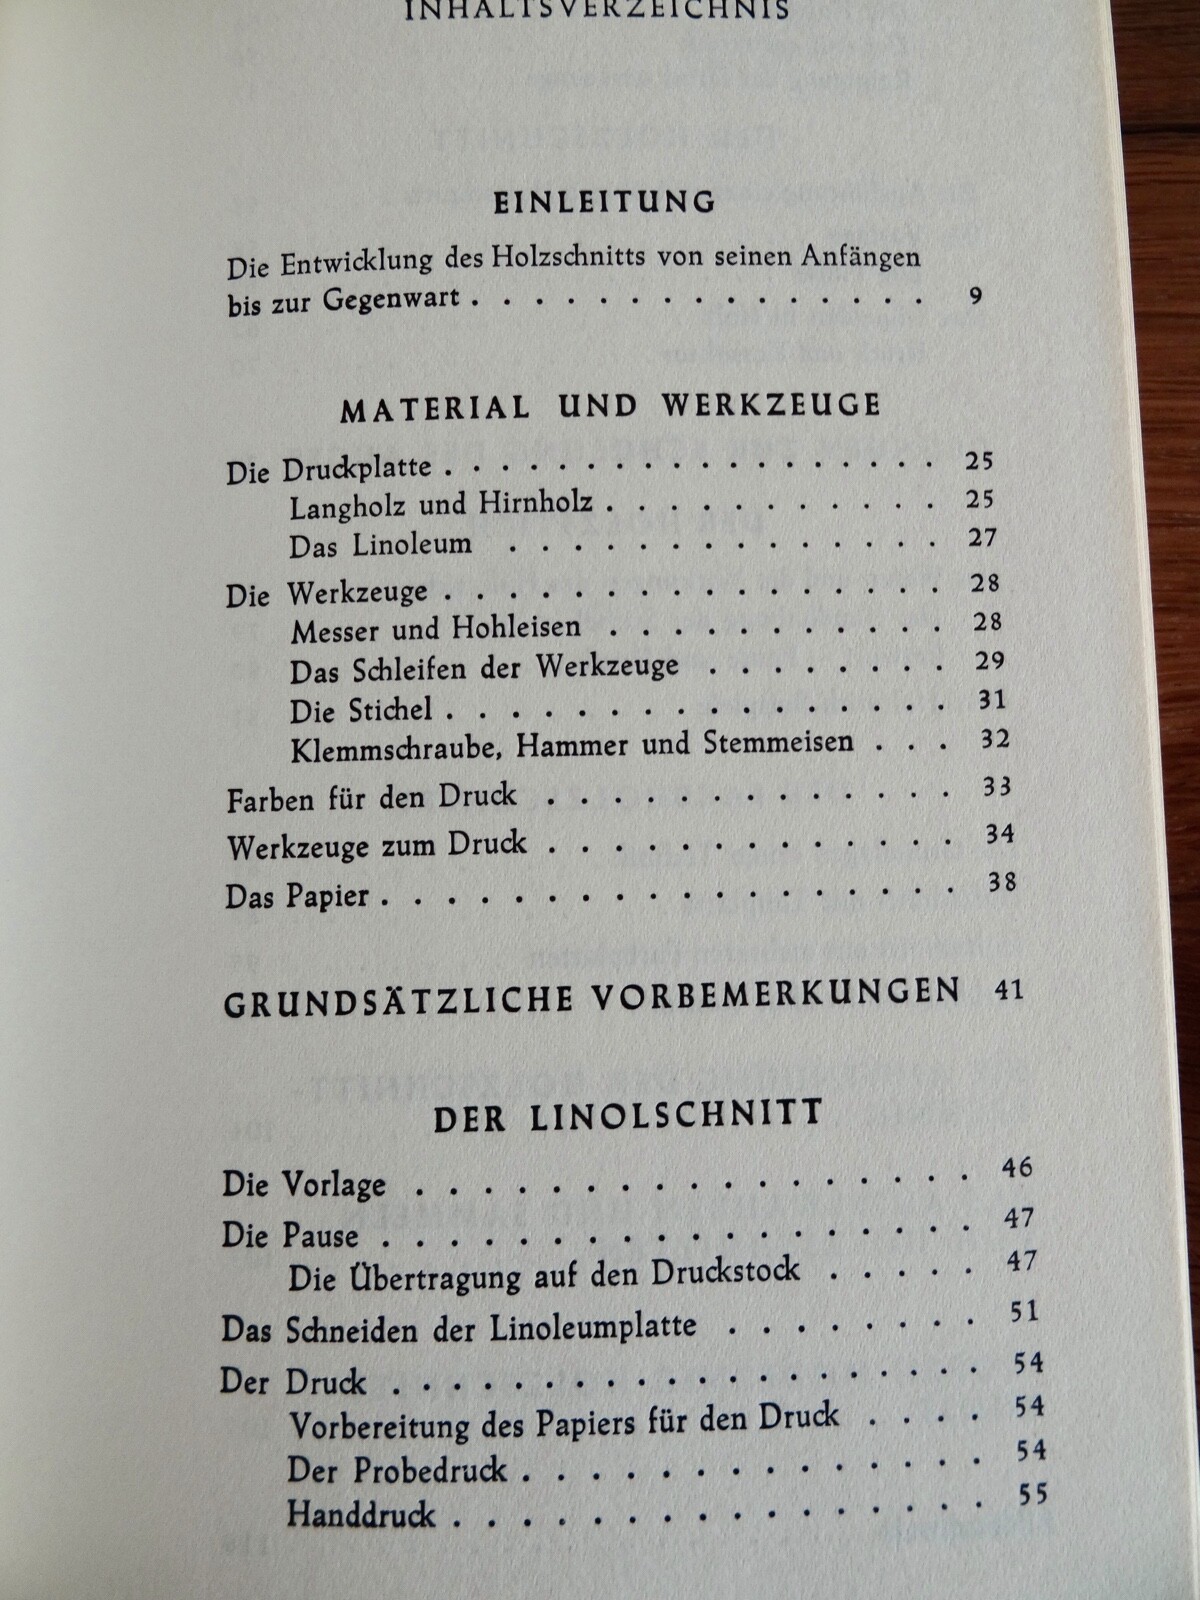 INHALTSVERZEICHNIS
EINLEITUNG
Die Entwicklung des Holzschnitts von seinen Anfängen
bis zur Gegenwart . . . . . . . . . . . . . . . 9
MATERIAL UND WERKZEUGE
Die Druckplatte . . . . . . . . . . . . . . . . 25
Langholz und Hirnholz . . . . . . . . . . . 25
Das Linoleum . . . . . . . . . . . . . . 27
Die Werkzeuge . . . . . . . . . . . . . . . . 28
Messer und Hohleisen . . . . . . . . . . . 28
Das Schleifen der Werkzeuge . . . . . . . . 29
Die Stichel . . . . . . . . . . . . . . . . 31
Klemmschraube, Hammer und Stemmeisen . . . 32
Farben für den Druck . . . . . . . . . . . . . 33
Werkzeuge zum Druck . . . . . . . . . . . . . 34
Das Papier . . . . . . . . . . . . . . . . . . 38
GRUNDSÄTZLICHE VORBEMERKUNGEN 41
DER LINOLSCHNITT
Die Vorlage . . . . . . . . . . . . . . . . . 46
Die Pause . . . . . . . . . . . . . . . . . . 47
Die Übertragung auf den Druckstock . . . . . 47
Das Schneiden der Linoleumplatte . . . . . . . . 51
Der Druck . . . . . . . . . . . . . . . . . . 54
Vorbereitung des Papiers für den Druck . . . . 54
Der Probedruck . . . . . . . . . . . . . . 54
Handdruck . . . . . . . . . . . . . . . . 55